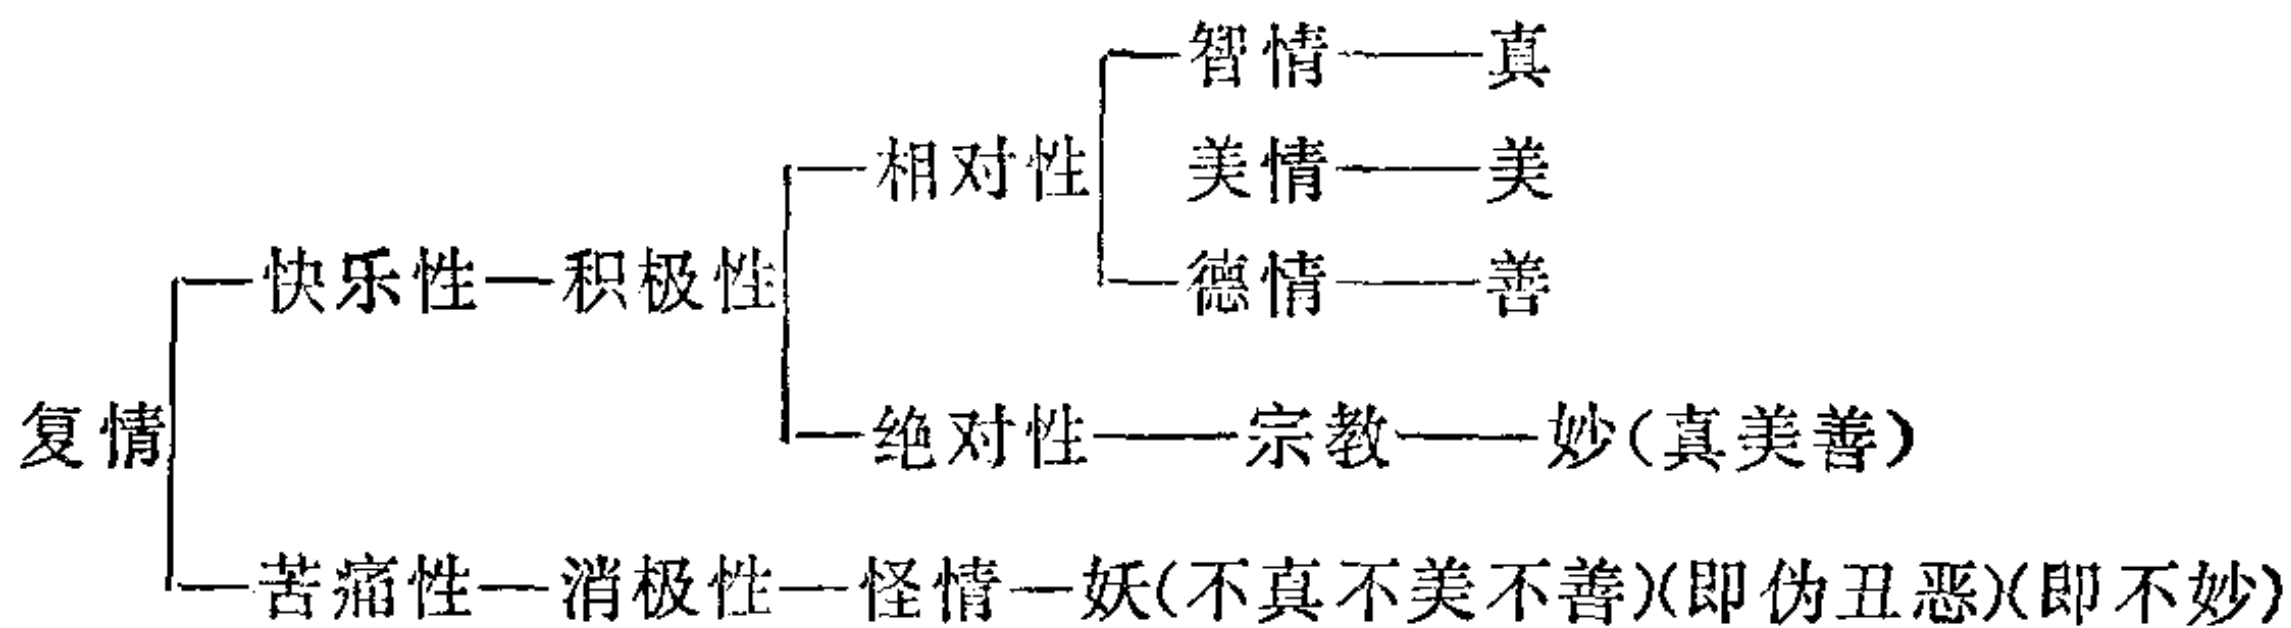 智情——真
相对性 美情——美
快乐性—积极性 德情——善
复情 绝对性——宗教——妙(真美善)
苦痛性—消极性—怪情—妖(不真不美不善)(即伪丑恶)(即不妙)